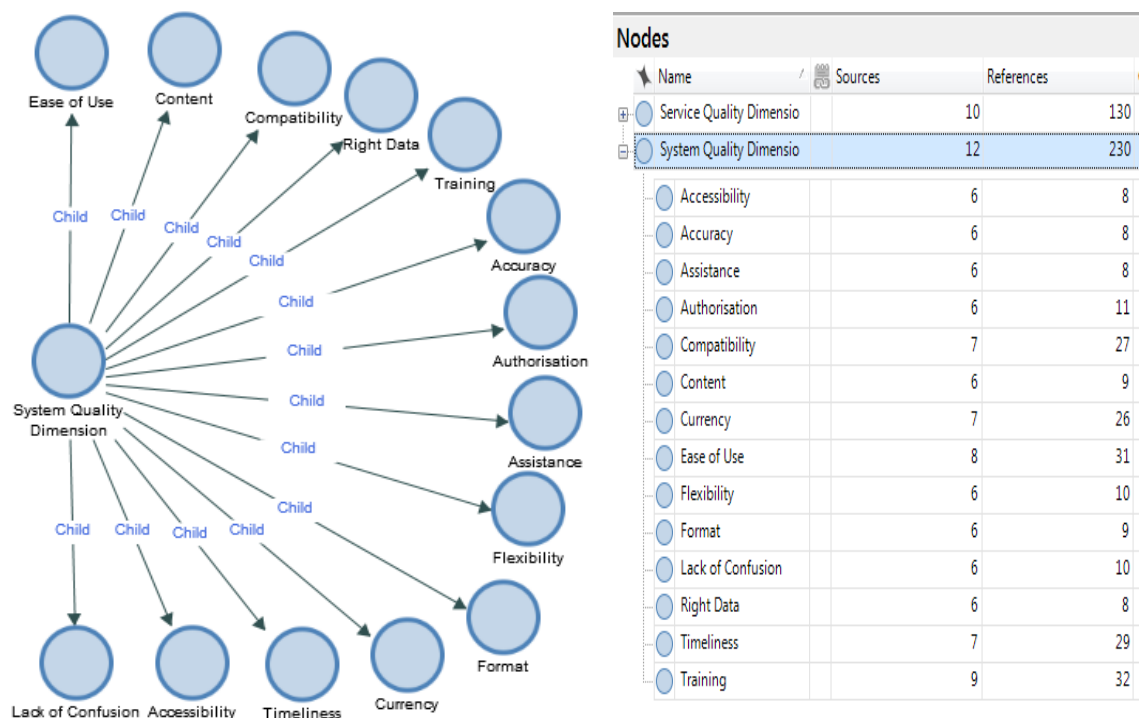 Ease of Use
Content
Compatibility
Right Data
Training
Accuracy
Authorisation
Assistance
Flexibility
Format
Currency
Timeliness
Accessibility
Lack of Confusion
System Quality
Dimension
Child
Child
Child
Child
Child
Child
Child
Child
Child
Child
Child
Child
Child
Child
Nodes
Name Sources References
Service Quality Dimensio 10 130
System Quality Dimensio 12 230
Accessibility 6 8
Accuracy 6 8
Assistance 6 8
Authorisation 6 11
Compatibility 7 27
Content 6 9
Currency 7 26
Ease of Use 8 31
Flexibility 6 10
Format 6 9
Lack of Confusion 6 10
Right Data 6 8
Timeliness 7 29
Training 9 32